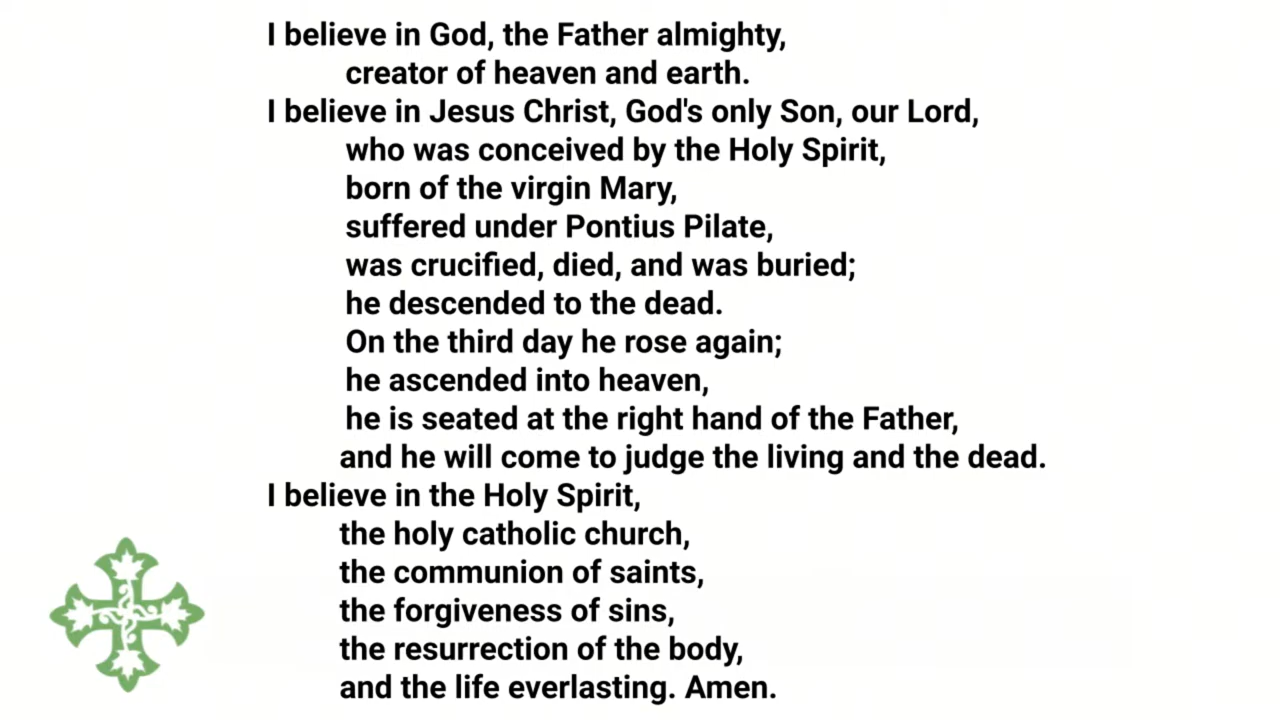 I believe in God, the Father almighty,
creator of heaven and earth.
I believe in Jesus Christ, God's only Son, our Lord,
who was conceived by the Holy Spirit,
born of the virgin Mary,
suffered under Pontius Pilate,
was crucified, died, and was buried;
he descended to the dead.
On the third day he rose again;
he ascended into heaven,
he is seated at the right hand of the Father,
and he will come to judge the living and the dead.
I believe in the Holy Spirit,
the holy catholic church,
the communion of saints,
the forgiveness of sins,
the resurrection of the body,
and the life everlasting. Amen.